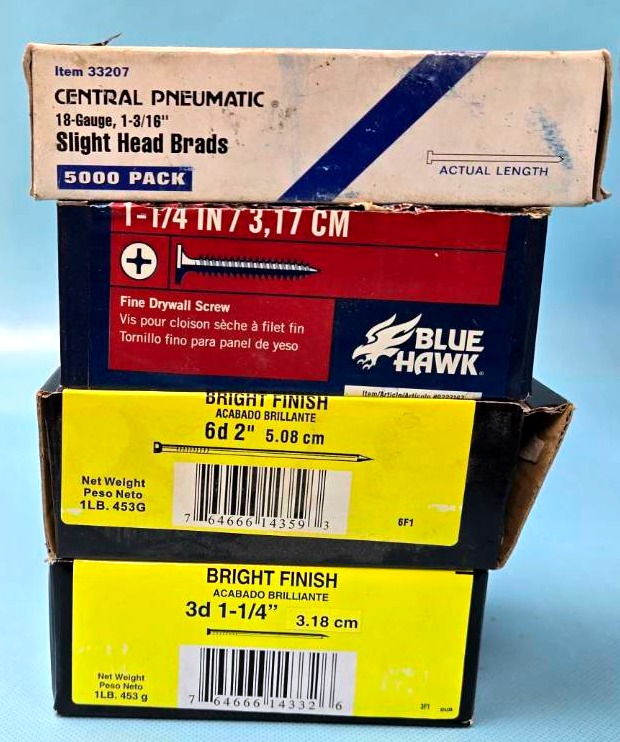 Item 33207
CENTRAL PNEUMATIC®
18-Gauge, 1-3/16"
Slight Head Brads
5000 PACK
ACTUAL LENGTH
1-1/4 IN / 3,17 CM
Fine Drywall Screw
Vis pour cloison sèche à filet fin
Tornillo fino para panel de yeso
BLUE
HAWK®
Item/Article/Artículo
BRIGHT FINISH
ACABADO BRILLANTE
6d 2" 5.08 cm
Net Weight
Peso Neto
1LB. 453G
7 64666 14359 3
6F1
BRIGHT FINISH
ACABADO BRILLIANTE
3d 1-1/4” 3.18 cm
Net Weight
Peso Neto
1LB. 453 g
7 64666 14332 6
3F1